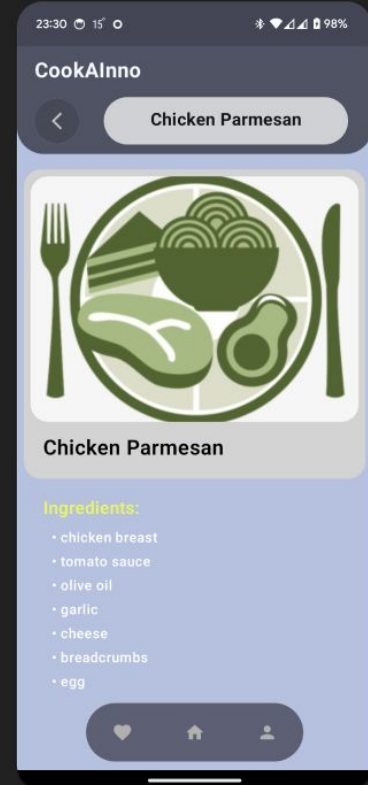 23:30 15°
98%
CookAInno
Chicken Parmesan
Chicken Parmesan
Ingredients:
• chicken breast
• tomato sauce
• olive oil
• garlic
• cheese
• breadcrumbs
• egg